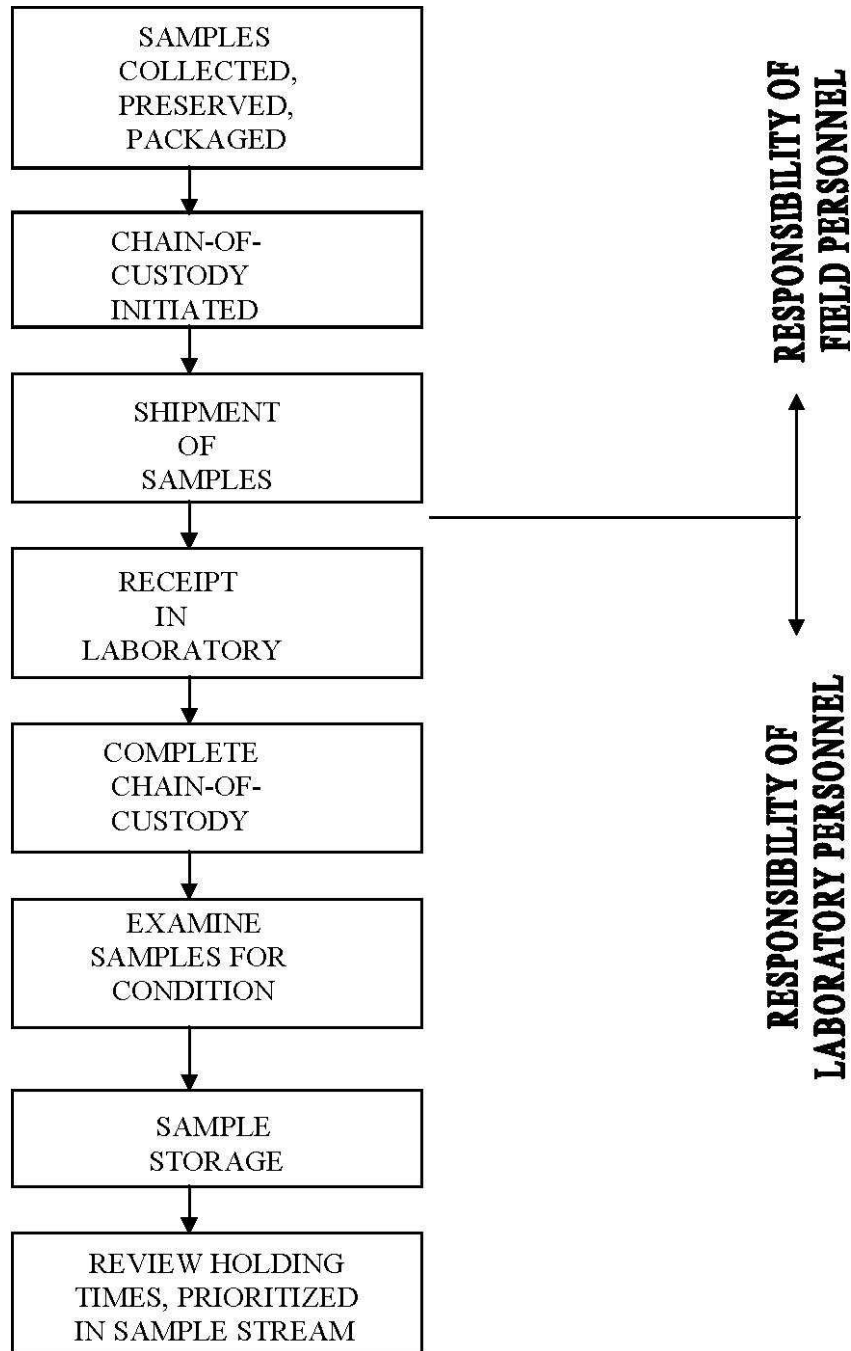 SAMPLES
COLLECTED,
PRESERVED,
PACKAGED
CHAIN-OF-
CUSTODY
INITIATED
SHIPMENT
OF
SAMPLES
RECEIPT
IN
LABORATORY
COMPLETE
CHAIN-OF-
CUSTODY
EXAMINE
SAMPLES FOR
CONDITION
SAMPLE
STORAGE
REVIEW HOLDING
TIMES, PRIORITIZED
IN SAMPLE STREAM
RESPONSIBILITY OF
FIELD PERSONNEL
RESPONSIBILITY OF
LABORATORY PERSONNEL